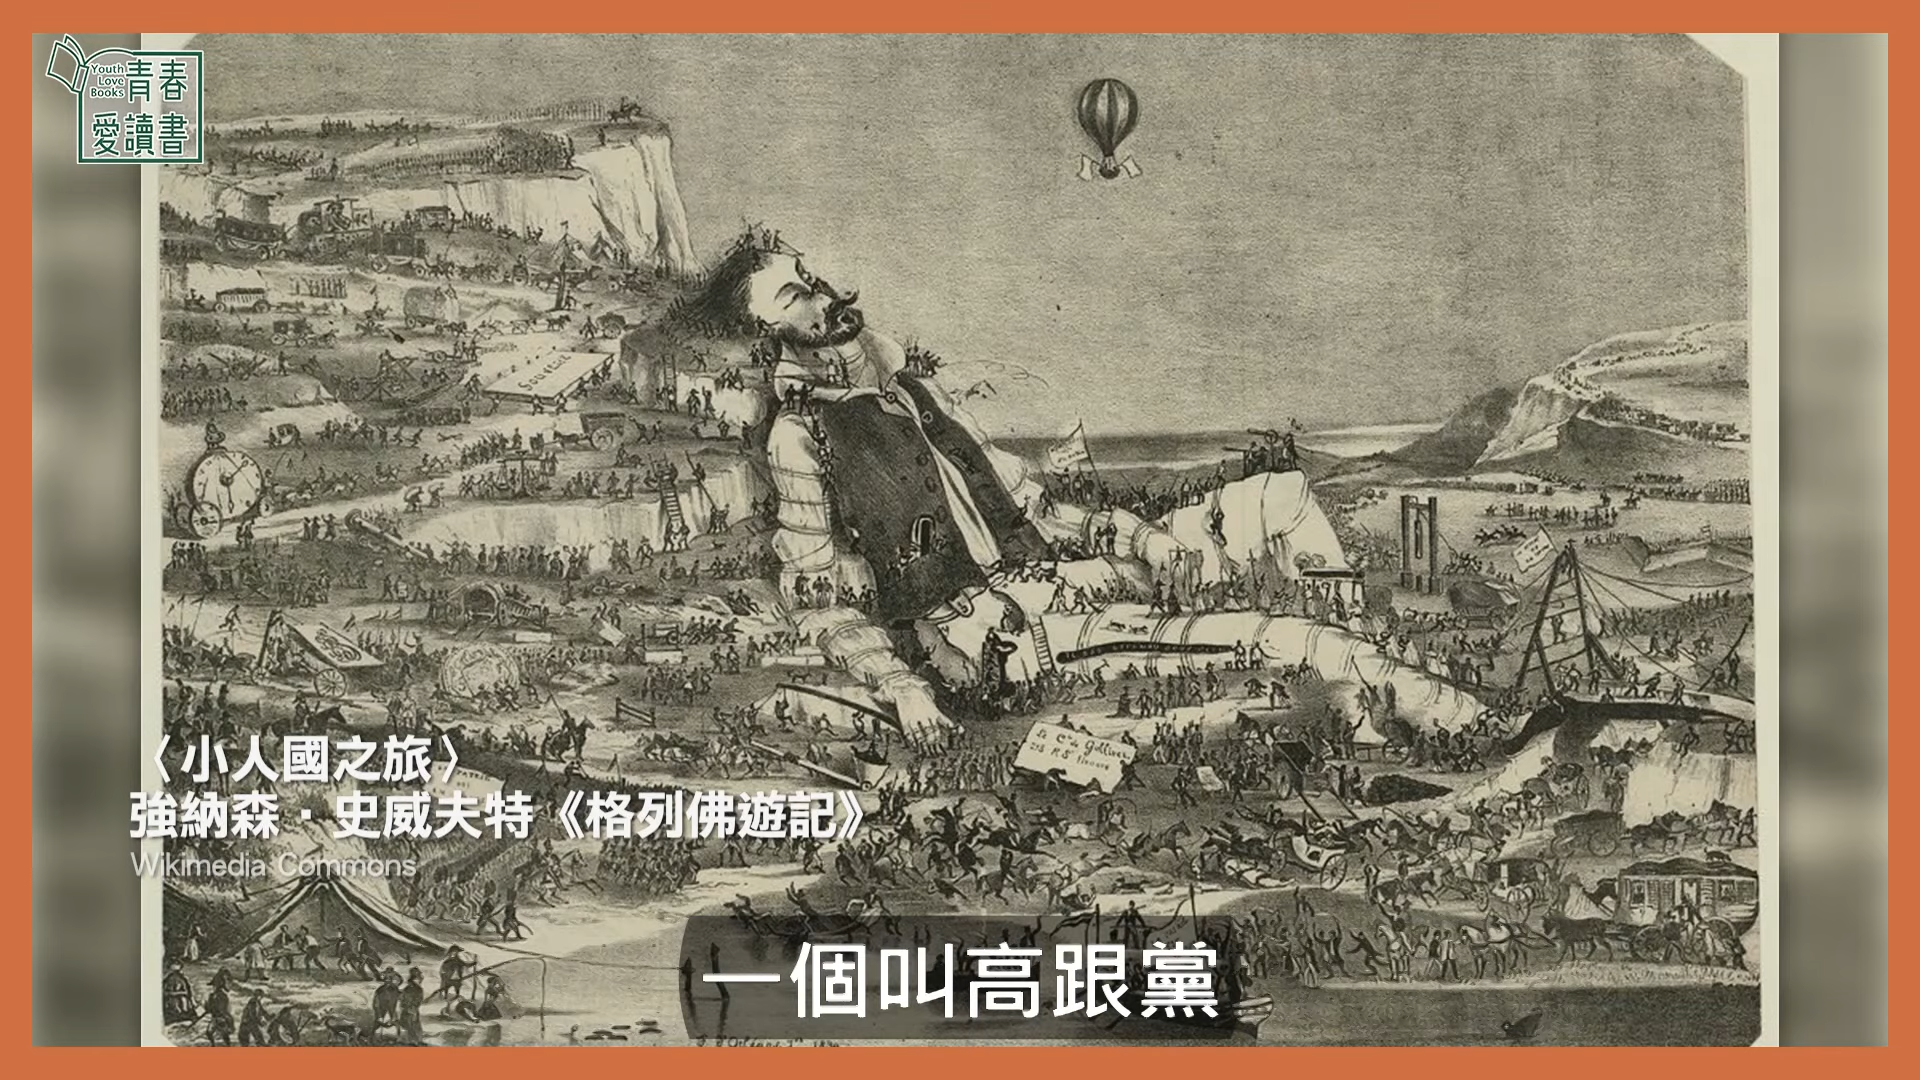 Youth
Love
Books
青春
愛讀書
〈小人國之旅〉
強納森．史威夫特《格列佛遊記》
Wikimedia Commons
一個叫高跟黨